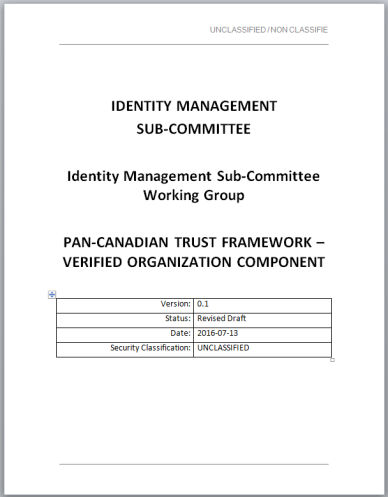 UNCLASSIFIED / NON CLASSIFIE
IDENTITY MANAGEMENT
SUB-COMMITTEE
Identity Management Sub-Committee
Working Group
PAN-CANADIAN TRUST FRAMEWORK –
VERIFIED ORGANIZATION COMPONENT
Version: 0.1
Status: Revised Draft
Date: 2016-07-13
Security Classification: UNCLASSIFIED